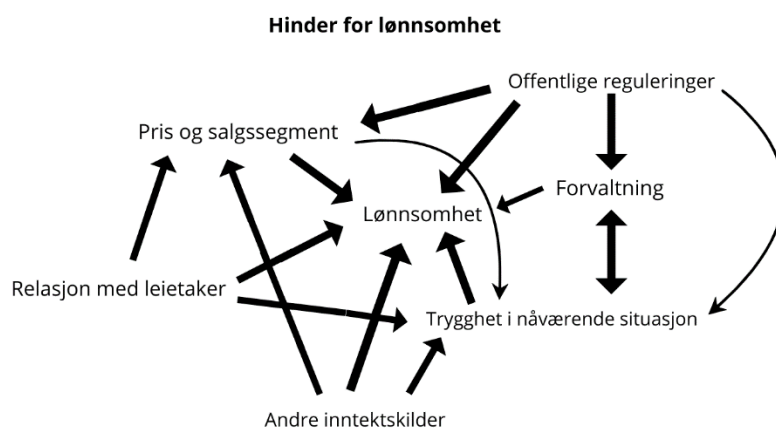 Hinder for lønnsomhet
Offentlige reguleringer
Pris og salgssegment
Forvaltning
Lønnsomhet
Relasjon med leietaker
Trygghet i nåværende situasjon
Andre inntektskilder